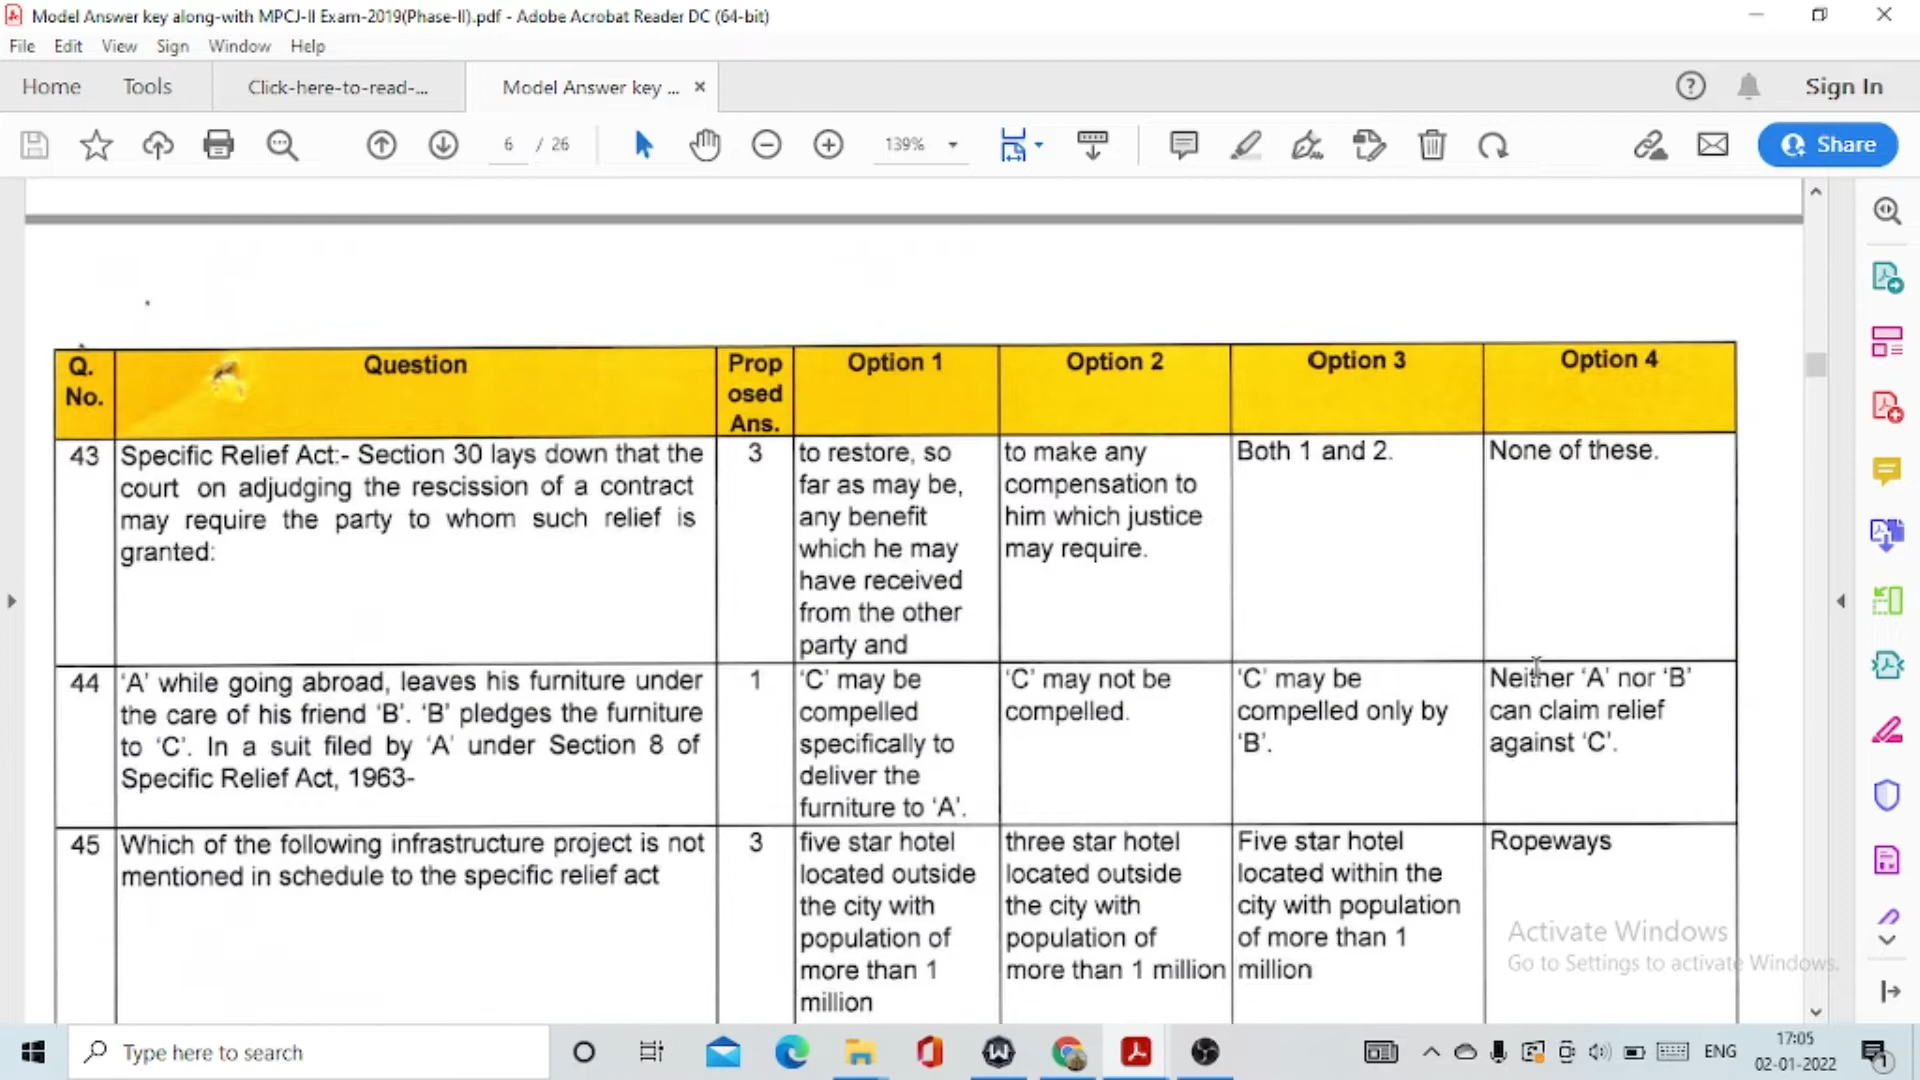 Model Answer key along-with MPCJ-II Exam-2019(Phase-II).pdf - Adobe Acrobat Reader DC (64-bit)
File Edit View Sign Window Help
Home Tools Click-here-to-read-... Model Answer key ... Sign In
6 / 26 139% Share
Q. No.
Question
Prop osed Ans.
Option 1
Option 2
Option 3
Option 4
43
Specific Relief Act:- Section 30 lays down that the
court on adjudging the rescission of a contract
may require the party to whom such relief is
granted:
3
to restore, so
far as may be,
any benefit
which he may
have received
from the other
party and
to make any
compensation to
him which justice
may require.
Both 1 and 2.
None of these.
44
'A' while going abroad, leaves his furniture under
the care of his friend 'B'. 'B' pledges the furniture
to 'C'. In a suit filed by 'A' under Section 8 of
Specific Relief Act, 1963-
1
'C' may be
compelled
specifically to
deliver the
furniture to 'A'.
'C' may not be
compelled.
'C' may be
compelled only by
'B'.
Neither 'A' nor 'B'
can claim relief
against 'C'.
45
Which of the following infrastructure project is not
mentioned in schedule to the specific relief act
3
five star hotel
located outside
the city with
population of
more than 1
million
three star hotel
located outside
the city with
population of
more than 1 million
Five star hotel
located within the
city with population
of more than 1
million
Ropeways
Activate Windows
Go to Settings to activate Windows.
Type here to search
ENG
17:05
02-01-2022
1